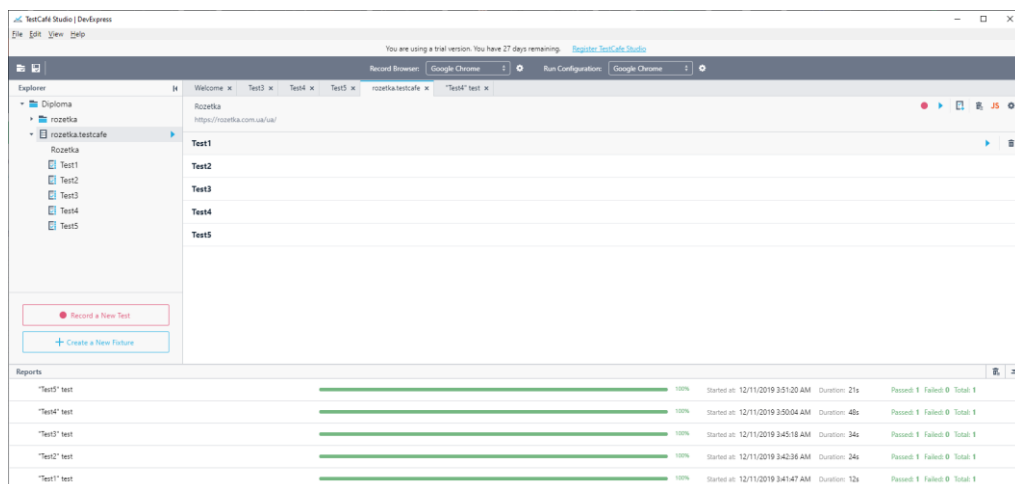 TestCafé Studio | DevExpress
File Edit View Help
You are using a trial version. You have 27 days remaining. Register TestCafe Studio
Record Browser: Google Chrome Run Configuration: Google Chrome
Explorer
Welcome × Test3 × Test4 × Test5 × rozetka.testcafe × "Test4" test ×
Diploma
rozetka
rozetka.testcafe
Rozetka
Test1
Test2
Test3
Test4
Test5
Record a New Test
+ Create a New Fixture
Rozetka
https://rozetka.com.ua/ua/
JS
Test1
Test2
Test3
Test4
Test5
Reports
"Test5" test 100% Started at: 12/11/2019 3:51:20 AM Duration: 21s Passed: 1 Failed: 0 Total: 1
"Test4" test 100% Started at: 12/11/2019 3:50:04 AM Duration: 48s Passed: 1 Failed: 0 Total: 1
"Test3" test 100% Started at: 12/11/2019 3:45:18 AM Duration: 34s Passed: 1 Failed: 0 Total: 1
"Test2" test 100% Started at: 12/11/2019 3:42:36 AM Duration: 24s Passed: 1 Failed: 0 Total: 1
"Test1" test 100% Started at: 12/11/2019 3:41:47 AM Duration: 12s Passed: 1 Failed: 0 Total: 1